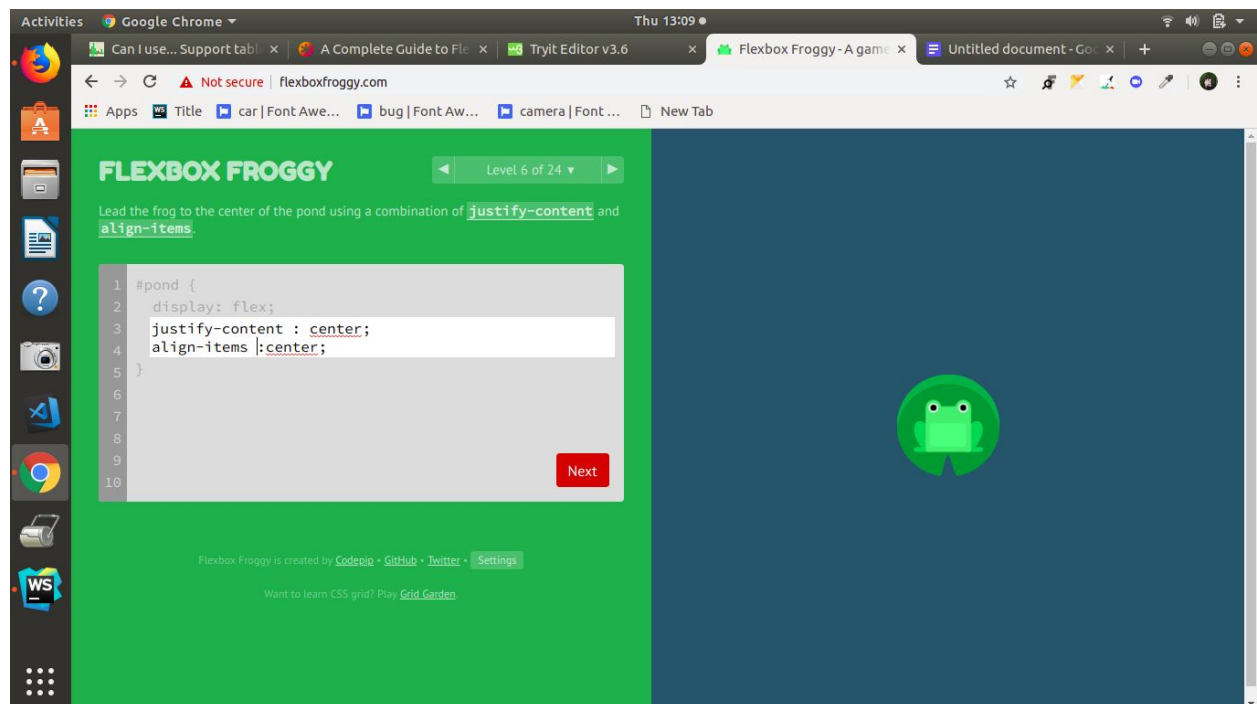 Activities Google Chrome ▾ Thu 13:09
Can I use... Support tabl × A Complete Guide to Fle × Tryit Editor v3.6 × Flexbox Froggy - A game × Untitled document - Goo × +
Not secure | flexboxfroggy.com
Apps Title car | Font Awe... bug | Font Aw... camera | Font ... New Tab
FLEXBOX FROGGY
◀ Level 6 of 24 ▾ ▶
Lead the frog to the center of the pond using a combination of justify-content and
align-items.
1 #pond {
2 display: flex;
3 justify-content : center;
4 align-items :center;
5 }
6
7
8
9
10
Next
Flexbox Froggy is created by Codepip • GitHub • Twitter • Settings
Want to learn CSS grid? Play Grid Garden.
WS